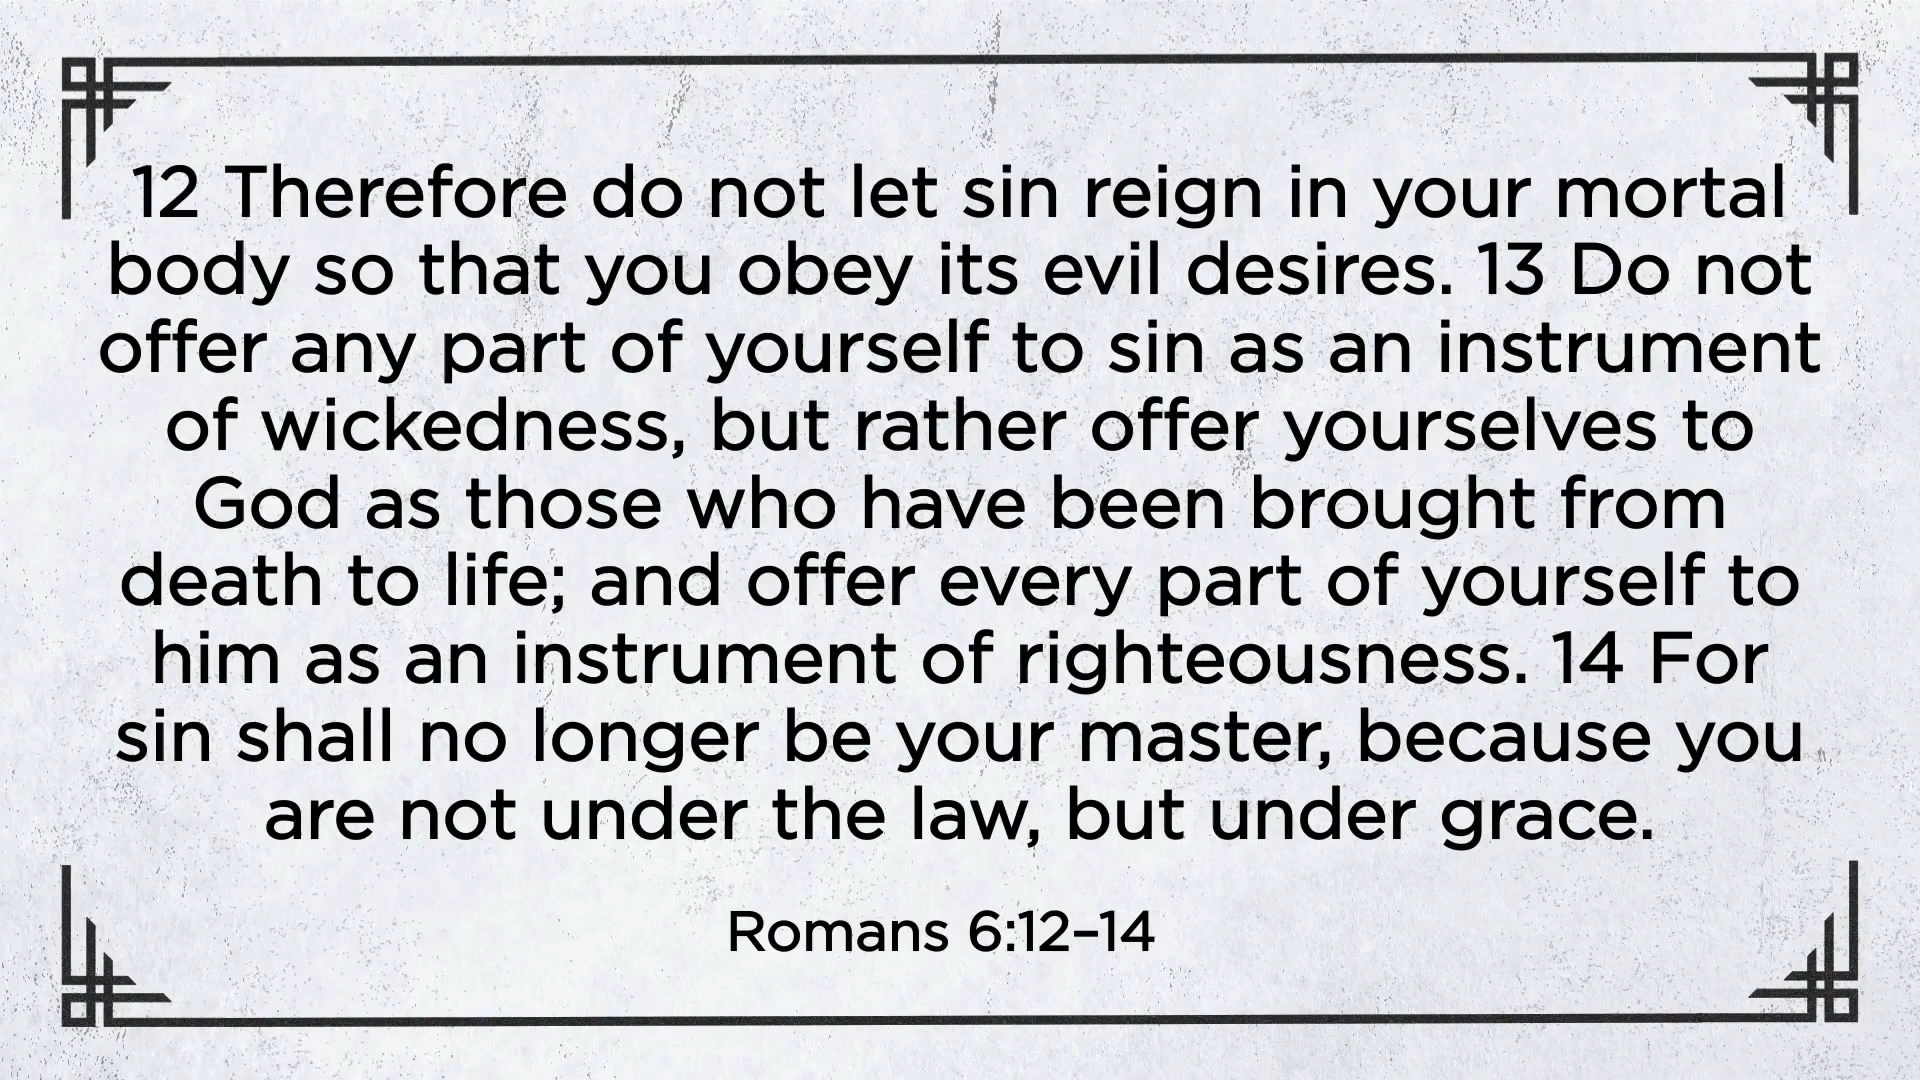 12 Therefore do not let sin reign in your mortal
body so that you obey its evil desires. 13 Do not
offer any part of yourself to sin as an instrument
of wickedness, but rather offer yourselves to
God as those who have been brought from
death to life; and offer every part of yourself to
him as an instrument of righteousness. 14 For
sin shall no longer be your master, because you
are not under the law, but under grace.
Romans 6:12–14